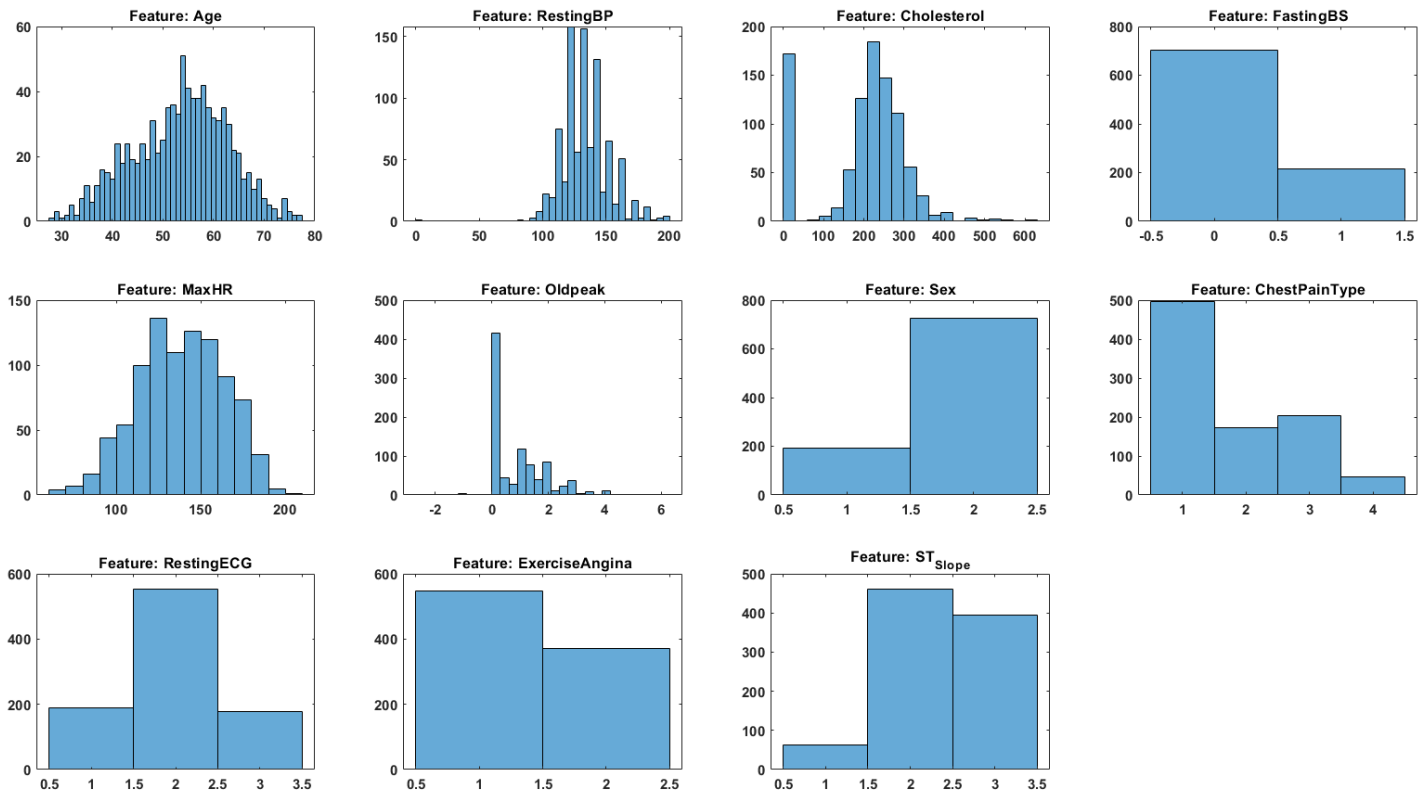 Feature: Age
60
40
20
0
30 40 50 60 70 80
Feature: RestingBP
150
100
50
0
0 50 100 150 200
Feature: Cholesterol
200
150
100
50
0
0 100 200 300 400 500 600
Feature: FastingBS
800
600
400
200
0
-0.5 0 0.5 1 1.5
Feature: MaxHR
150
100
50
0
100 150 200
Feature: Oldpeak
500
400
300
200
100
0
-2 0 2 4 6
Feature: Sex
800
600
400
200
0
0.5 1 1.5 2 2.5
Feature: ChestPainType
500
400
300
200
100
0
1 2 3 4
Feature: RestingECG
600
400
200
0
0.5 1 1.5 2 2.5 3 3.5
Feature: ExerciseAngina
600
400
200
0
0.5 1 1.5 2 2.5
Feature: ST Slope
500
400
300
200
100
0
0.5 1 1.5 2 2.5 3 3.5